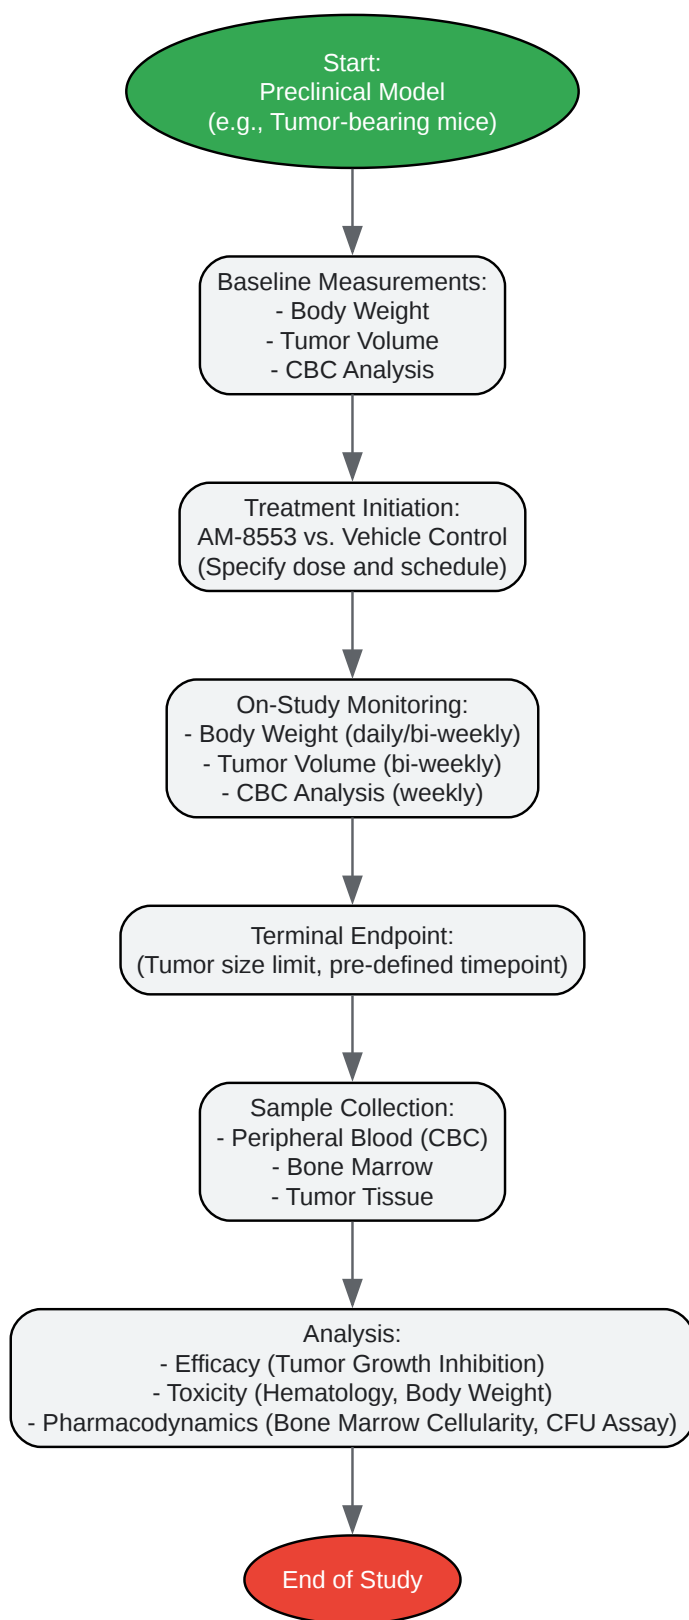 Start:
Preclinical Model
(e.g., Tumor-bearing mice)
Baseline Measurements:
- Body Weight
- Tumor Volume
- CBC Analysis
Treatment Initiation:
AM-8553 vs. Vehicle Control
(Specify dose and schedule)
On-Study Monitoring:
- Body Weight (daily/bi-weekly)
- Tumor Volume (bi-weekly)
- CBC Analysis (weekly)
Terminal Endpoint:
(Tumor size limit, pre-defined timepoint)
Sample Collection:
- Peripheral Blood (CBC)
- Bone Marrow
- Tumor Tissue
Analysis:
- Efficacy (Tumor Growth Inhibition)
- Toxicity (Hematology, Body Weight)
- Pharmacodynamics (Bone Marrow Cellularity, CFU Assay)
End of Study